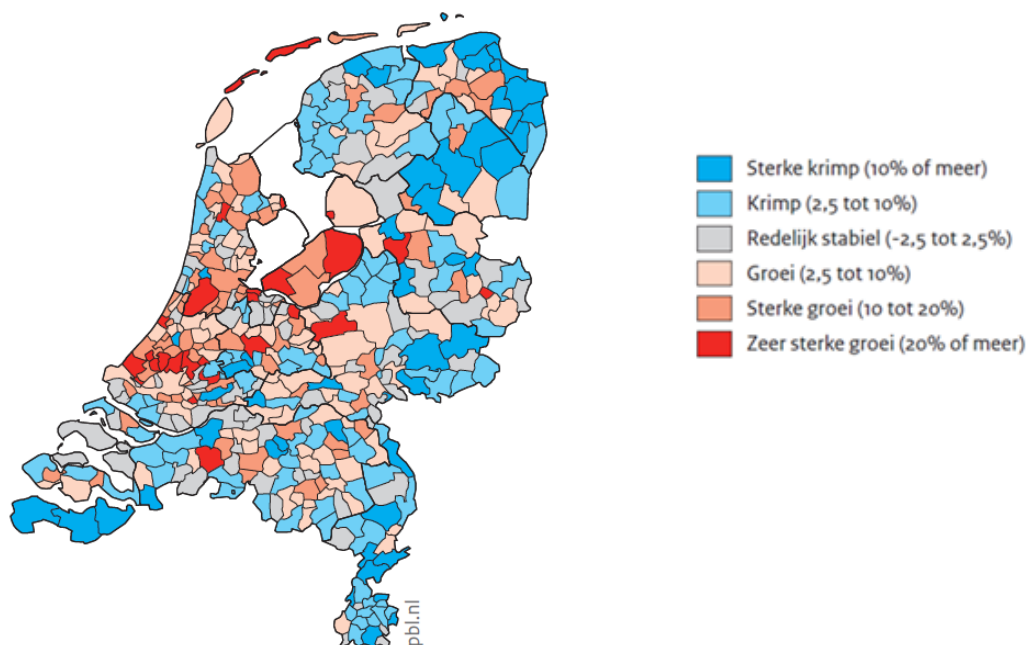 Sterke krimp (10% of meer)
Krimp (2,5 tot 10%)
Redelijk stabiel (-2,5 tot 2,5%)
Groei (2,5 tot 10%)
Sterke groei (10 tot 20%)
Zeer sterke groei (20% of meer)
pbl.nl